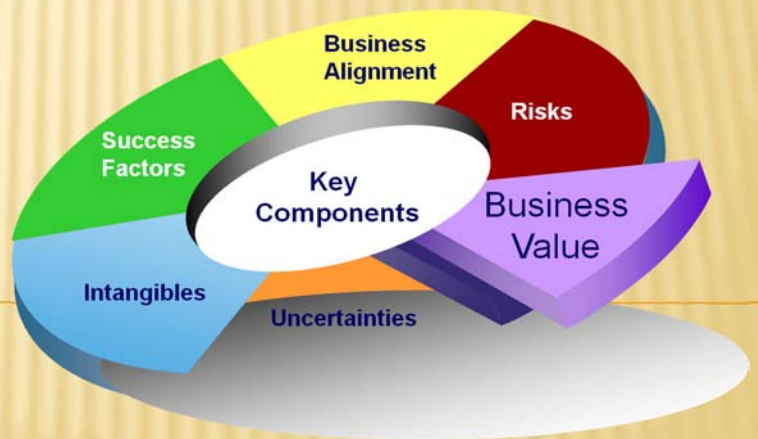 Business
Alignment
Success
Factors
Risks
Key
Components
Business
Value
Intangibles
Uncertainties